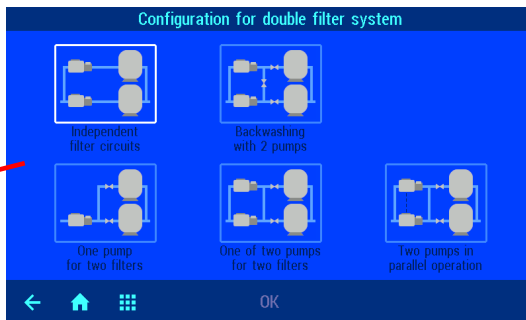 Configuration for double filter system
Independent
filter circuits
Backwashing
with 2 pumps
One pump
for two filters
One of two pumps
for two filters
Two pumps in
parallel operation
OK